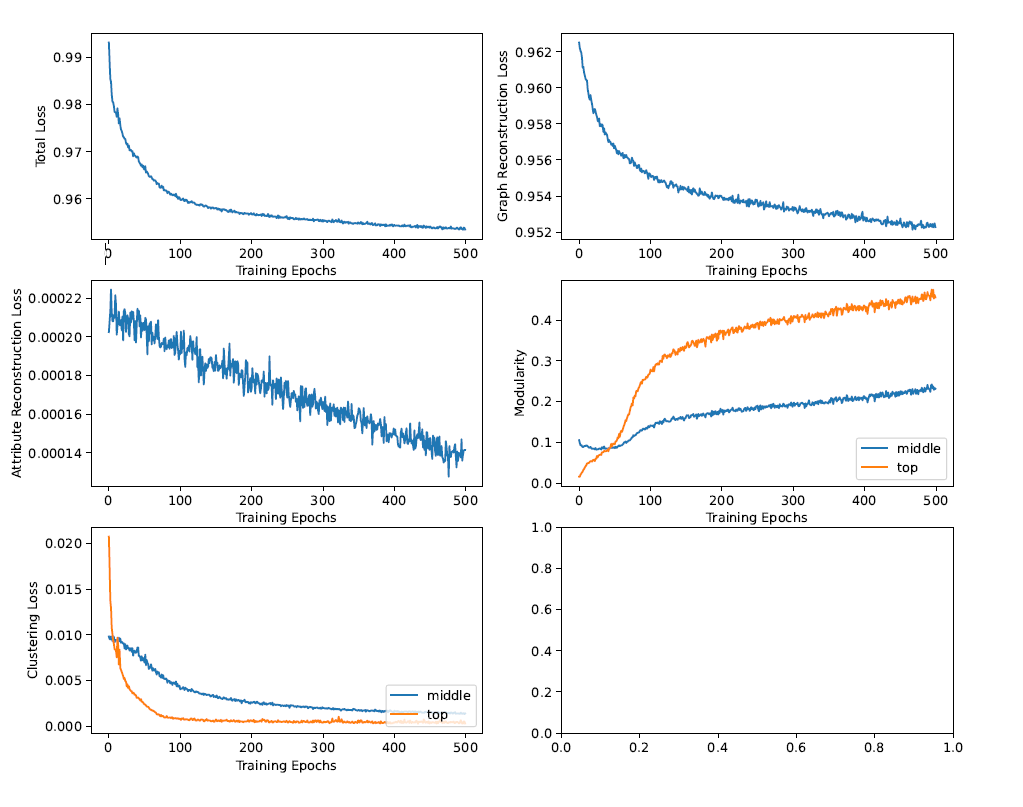 0.99
0.98
0.97
0.96
Total Loss
0 100 200 300 400 500
Training Epochs
0.962
0.960
0.958
0.956
0.954
0.952
Graph Reconstruction Loss
0 100 200 300 400 500
Training Epochs
0.00022
0.00020
0.00018
0.00016
0.00014
Attribute Reconstruction Loss
0 100 200 300 400 500
Training Epochs
0.4
0.3
0.2
0.1
0.0
Modularity
middle
top
0 100 200 300 400 500
Training Epochs
0.020
0.015
0.010
0.005
0.000
Clustering Loss
middle
top
0 100 200 300 400 500
Training Epochs
1.0
0.8
0.6
0.4
0.2
0.0
0.0 0.2 0.4 0.6 0.8 1.0